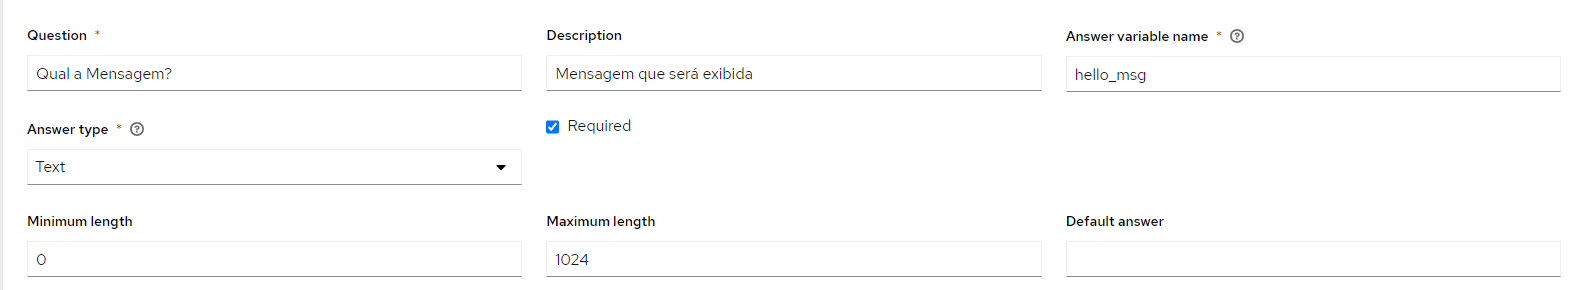 Question *
Description
Answer variable name *
Qual a Mensagem?
Mensagem que será exibida
hello_msg
Answer type *
Required
Text
Minimum length
Maximum length
Default answer
0
1024